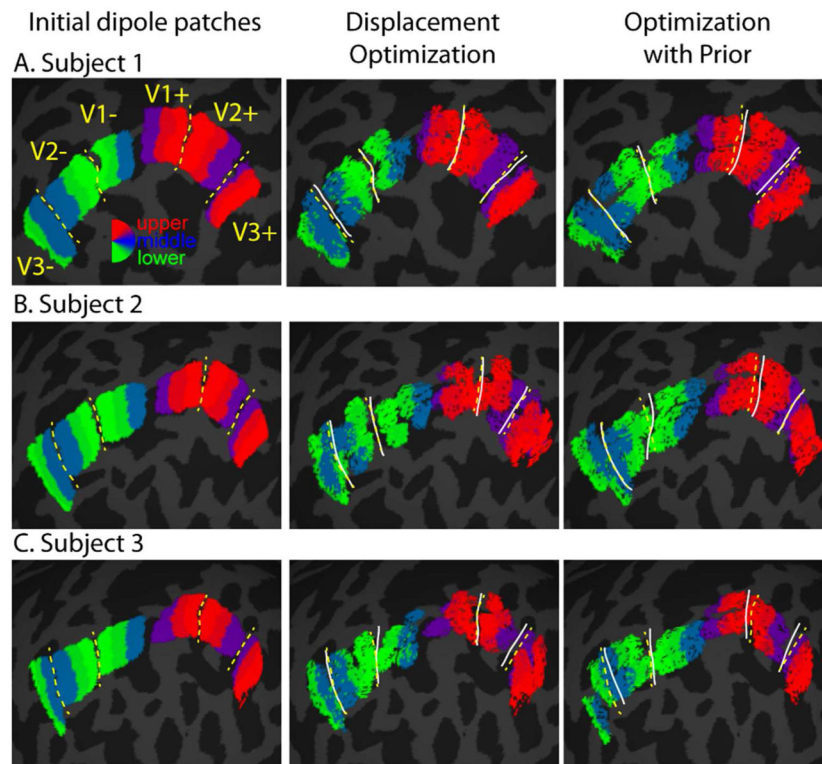 Initial dipole patches
Displacement
Optimization
Optimization
with Prior
A. Subject 1
V1+
V2+
V1-
V2-
upper
middle
lower
V3+
V3-
B. Subject 2
C. Subject 3